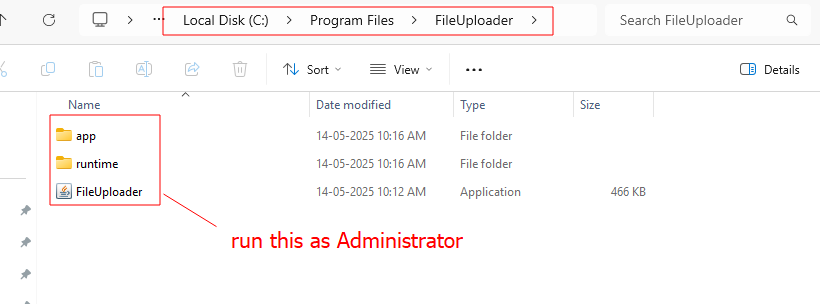 Local Disk (C:) Program Files FileUploader Search FileUploader
Sort View Details
Name Date modified Type Size
app 14-05-2025 10:16 AM File folder
runtime 14-05-2025 10:16 AM File folder
FileUploader 14-05-2025 10:12 AM Application 466 KB
run this as Administrator